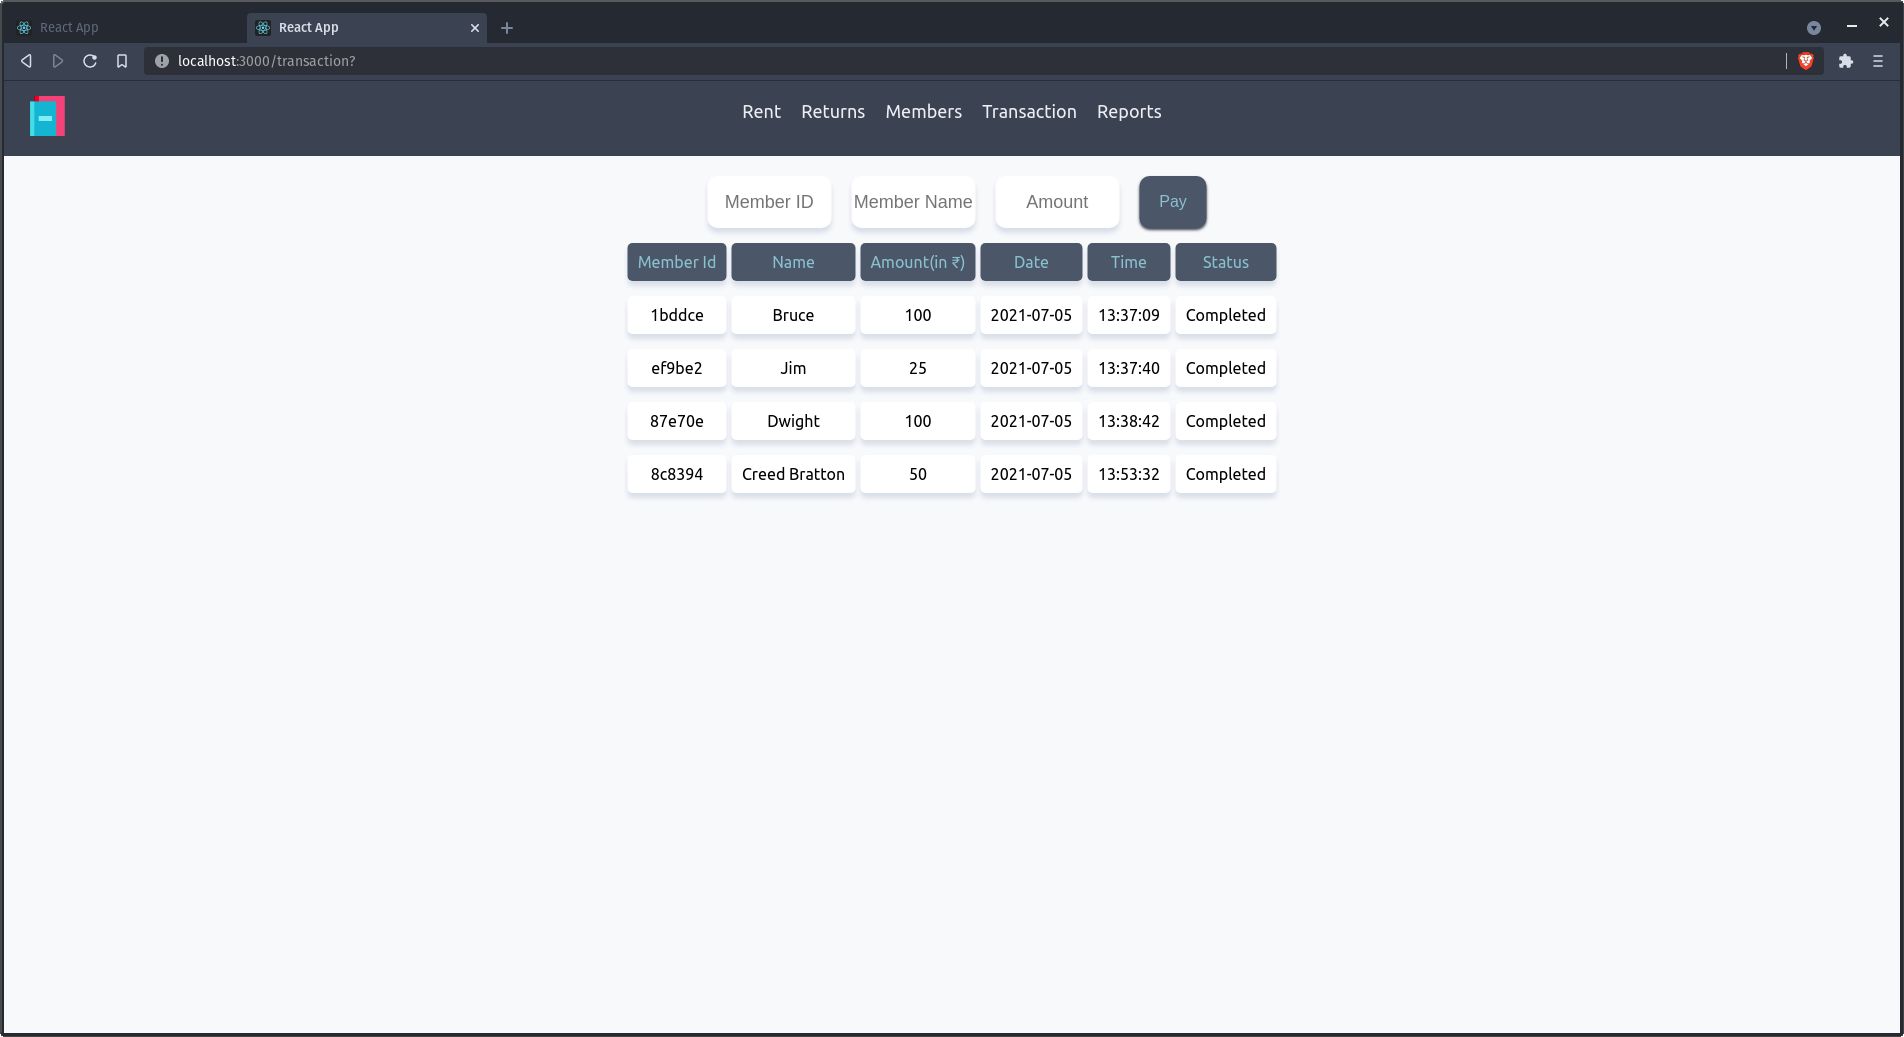 React App
React App
localhost:3000/transaction?
Rent Returns Members Transaction Reports
Member ID Member Name Amount Pay
Member Id Name Amount(in ₹) Date Time Status
1bddce Bruce 100 2021-07-05 13:37:09 Completed
ef9be2 Jim 25 2021-07-05 13:37:40 Completed
87e70e Dwight 100 2021-07-05 13:38:42 Completed
8c8394 Creed Bratton 50 2021-07-05 13:53:32 Completed